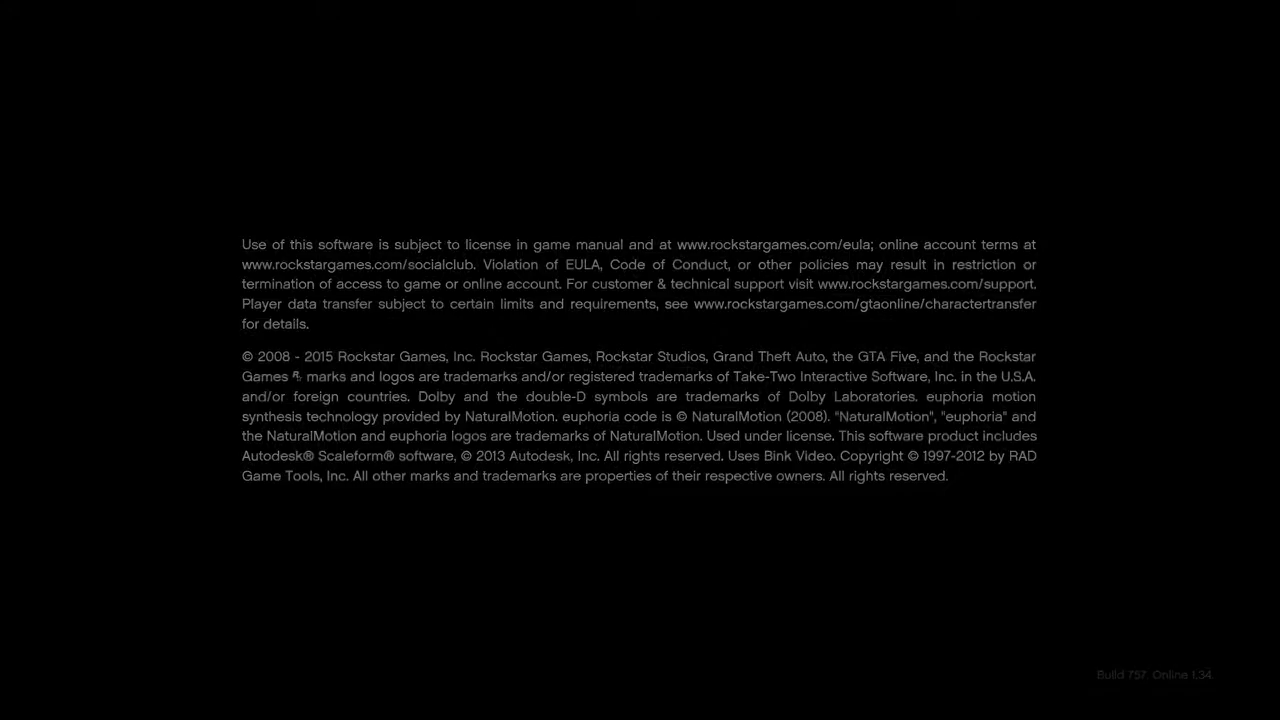 Use of this software is subject to license in game manual and at www.rockstargames.com/eula; online account terms at
www.rockstargames.com/socialclub. Violation of EULA, Code of Conduct, or other policies may result in restriction or
termination of access to game or online account. For customer & technical support visit www.rockstargames.com/support.
Player data transfer subject to certain limits and requirements, see www.rockstargames.com/gtaonline/charactertransfer
for details.
© 2008 - 2015 Rockstar Games, Inc. Rockstar Games, Rockstar Studios, Grand Theft Auto, the GTA Five, and the Rockstar
Games R* marks and logos are trademarks and/or registered trademarks of Take-Two Interactive Software, Inc. in the U.S.A.
and/or foreign countries. Dolby and the double-D symbols are trademarks of Dolby Laboratories. euphoria motion
synthesis technology provided by NaturalMotion. euphoria code is © NaturalMotion (2008). "NaturalMotion", "euphoria" and
the NaturalMotion and euphoria logos are trademarks of NaturalMotion. Used under license. This software product includes
Autodesk® Scaleform® software, © 2013 Autodesk, Inc. All rights reserved. Uses Bink Video. Copyright © 1997-2012 by RAD
Game Tools, Inc. All other marks and trademarks are properties of their respective owners. All rights reserved.
Build 757. Online 1.34.